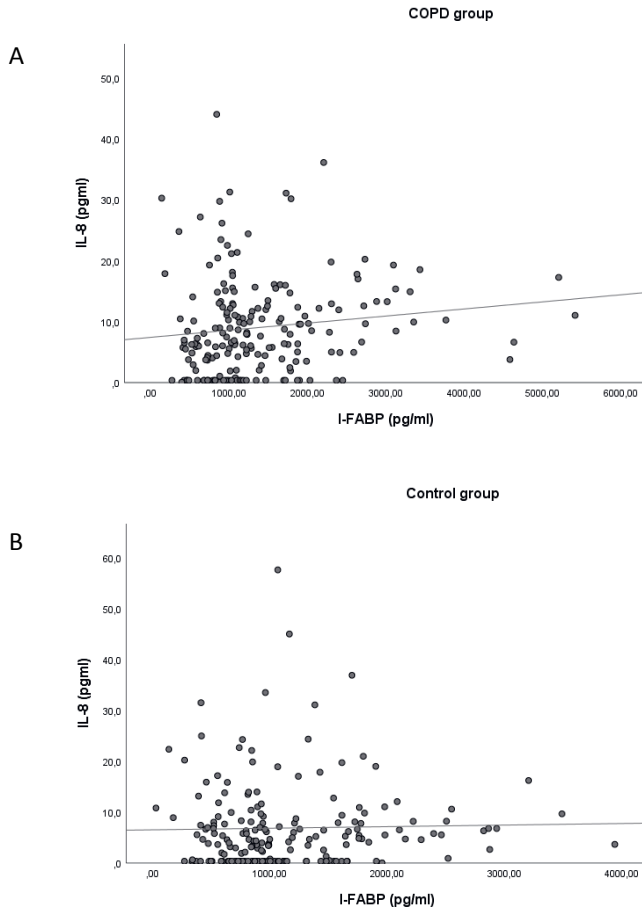 COPD group
A
50,0
40,0
30,0
20,0
10,0
,0
IL-8 (pgml)
,00 1000,00 2000,00 3000,00 4000,00 5000,00 6000,00
I-FABP (pg/ml)
Control group
B
60,0
50,0
40,0
30,0
20,0
10,0
,0
IL-8 (pgml)
,00 1000,00 2000,00 3000,00 4000,00
I-FABP (pg/ml)